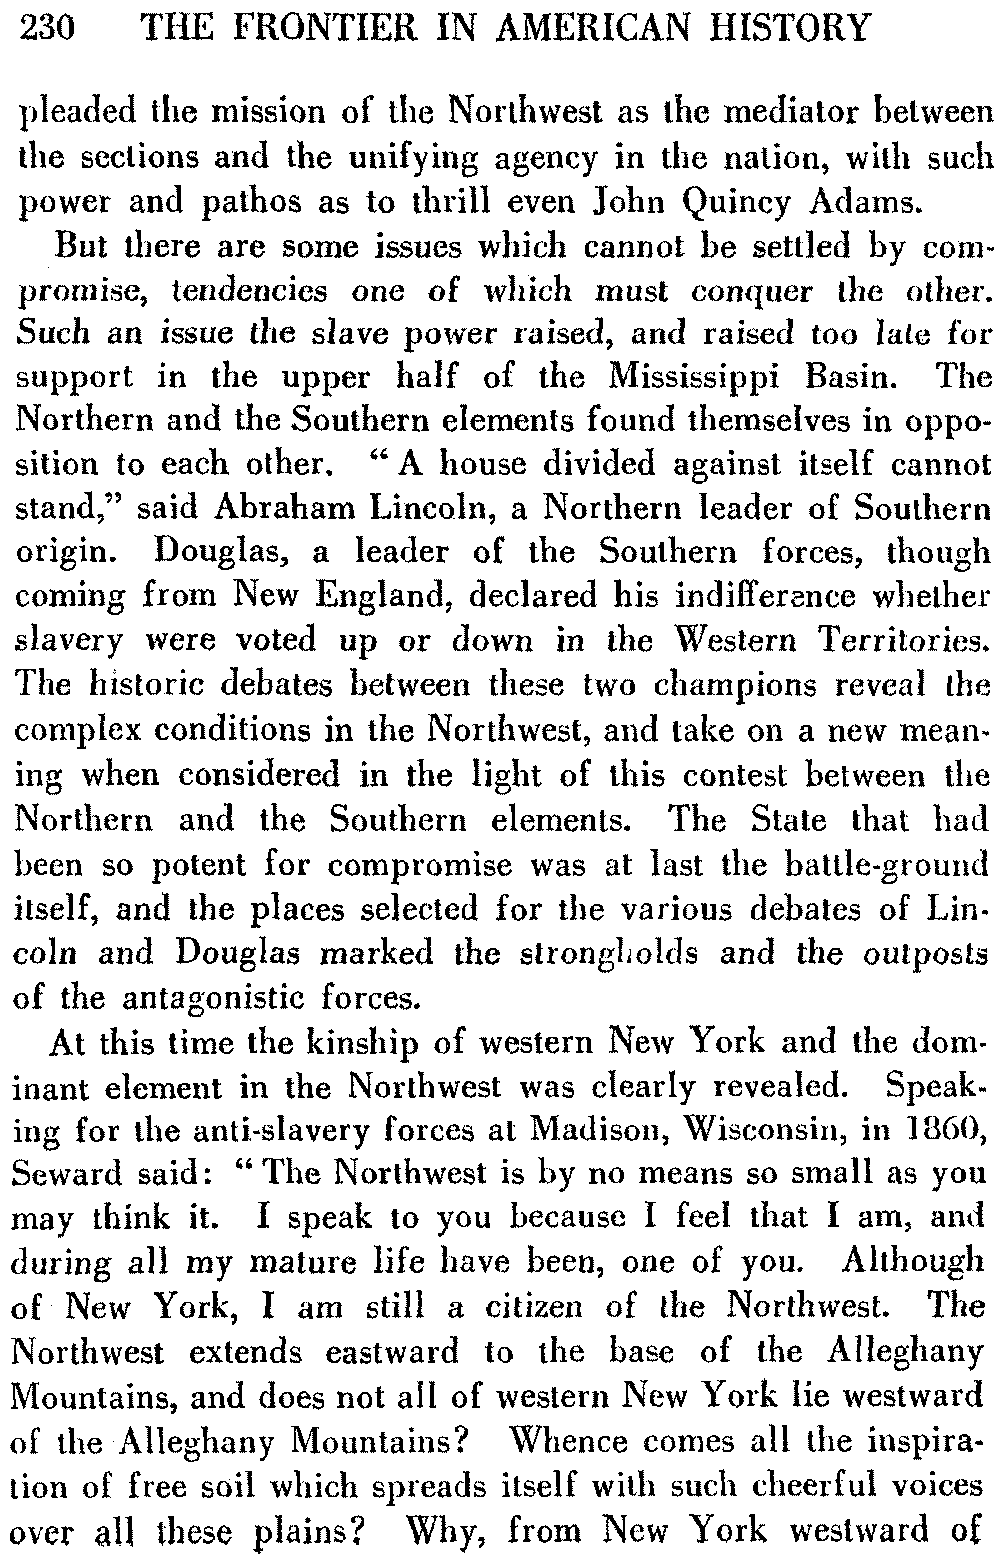 230 THE FRONTIER IN AMERICAN HISTORY
pleaded the mission of the Northwest as the mediator between
the sections and the unifying agency in the nation, with such
power and pathos as to thrill even John Quincy Adams.
But there are some issues which cannot be settled by com-
promise, tendencies one of which must conquer the other.
Such an issue the slave power raised, and raised too late for
support in the upper half of the Mississippi Basin. The
Northern and the Southern elements found themselves in oppo-
sition to each other. “A house divided against itself cannot
stand,” said Abraham Lincoln, a Northern leader of Southern
origin. Douglas, a leader of the Southern forces, though
coming from New England, declared his indifference whether
slavery were voted up or down in the Western Territories.
The historic debates between these two champions reveal the
complex conditions in the Northwest, and take on a new mean-
ing when considered in the light of this contest between the
Northern and the Southern elements. The State that had
been so potent for compromise was at last the battle-ground
itself, and the places selected for the various debates of Lin-
coln and Douglas marked the strongholds and the outposts
of the antagonistic forces.
At this time the kinship of western New York and the dom-
inant element in the Northwest was clearly revealed. Speak-
ing for the anti-slavery forces at Madison, Wisconsin, in 1860,
Seward said: “The Northwest is by no means so small as you
may think it. I speak to you because I feel that I am, and
during all my mature life have been, one of you. Although
of New York, I am still a citizen of the Northwest. The
Northwest extends eastward to the base of the Alleghany
Mountains, and does not all of western New York lie westward
of the Alleghany Mountains? Whence comes all the inspira-
tion of free soil which spreads itself with such cheerful voices
over all these plains? Why, from New York westward of